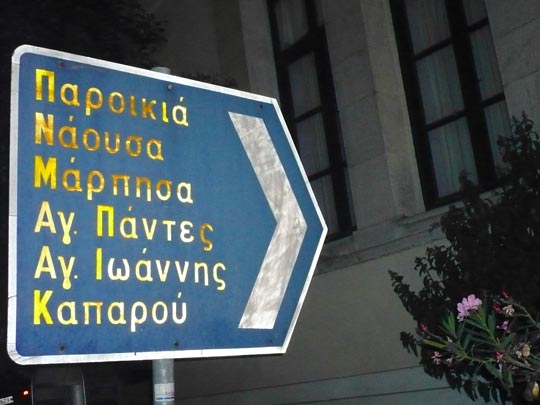 Παροικιά
Νάουσα
Μάρπησα
Αγ. Πάντες
Αγ. Ιωάννης
Καπαρού